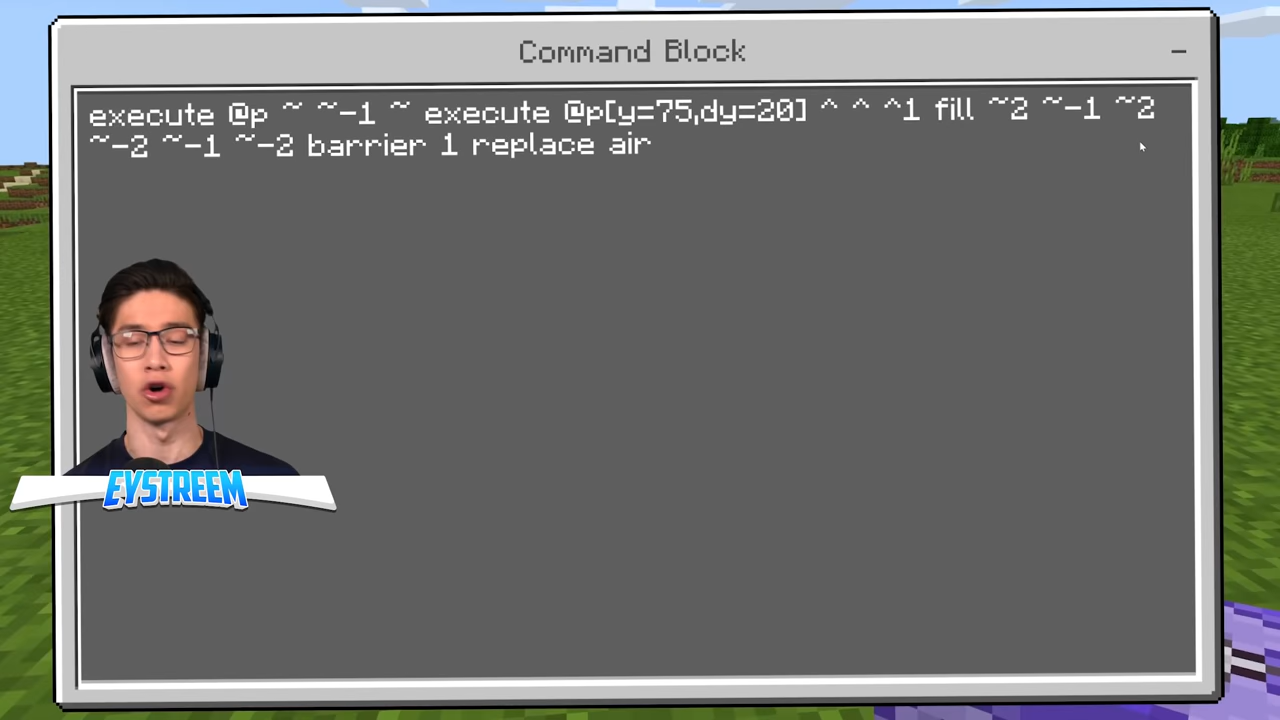 Command Block
execute @p ~ ~-1 ~ execute @p[y=75,dy=20] ^ ^ ^1 fill ~2 ~-1 ~2
~-2 ~-1 ~-2 barrier 1 replace air
EYSTREEM